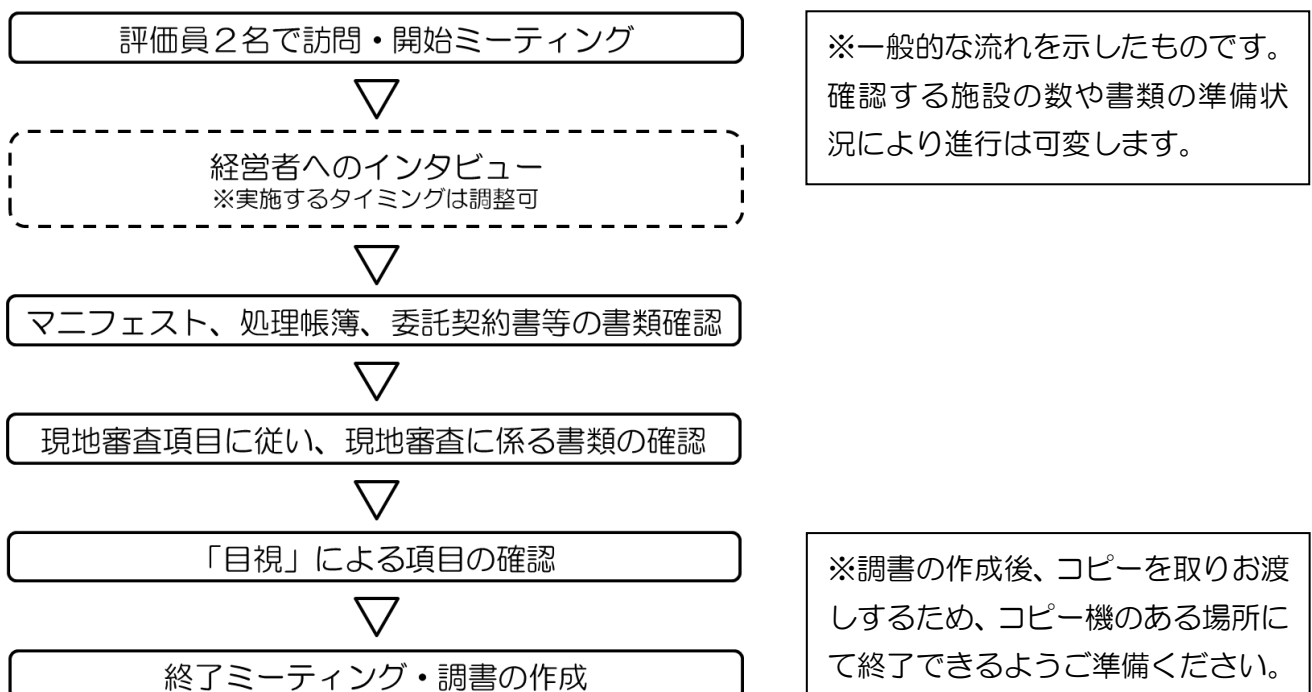 評価員２名で訪問・開始ミーティング
※一般的な流れを示したものです。
確認する施設の数や書類の準備状
況により進行は可変します。
経営者へのインタビュー
※実施するタイミングは調整可
マニフェスト、処理帳簿、委託契約書等の書類確認
現地審査項目に従い、現地審査に係る書類の確認
「目視」による項目の確認
終了ミーティング・調書の作成
※調書の作成後、コピーを取りお渡
しするため、コピー機のある場所に
て終了できるようご準備ください。